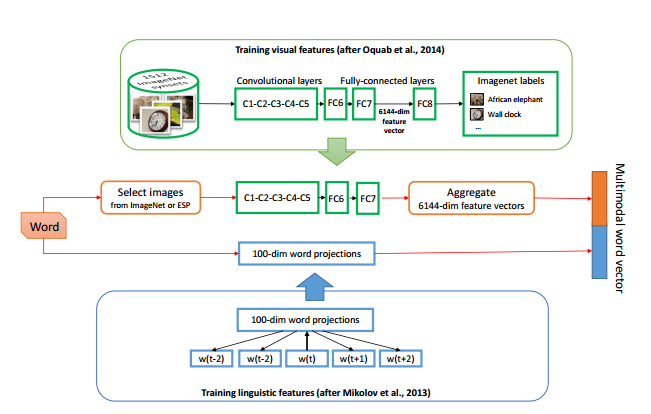 Training visual features (after Oquab et al., 2014)
1512 ImageNet
synsets
Convolutional layers
Fully-connected layers
Imagenet labels
C1-C2-C3-C4-C5
FC6
FC7
6144-dim
feature
vector
FC8
African elephant
Wall clock
...
Select images
from ImageNet or ESP
C1-C2-C3-C4-C5
FC6
FC7
Aggregate
6144-dim feature vectors
Word
100-dim word projections
Multimodal word vector
100-dim word projections
w(t-2)
w(t-2)
w(t)
w(t+1)
w(t+2)
Training linguistic features (after Mikolov et al., 2013)